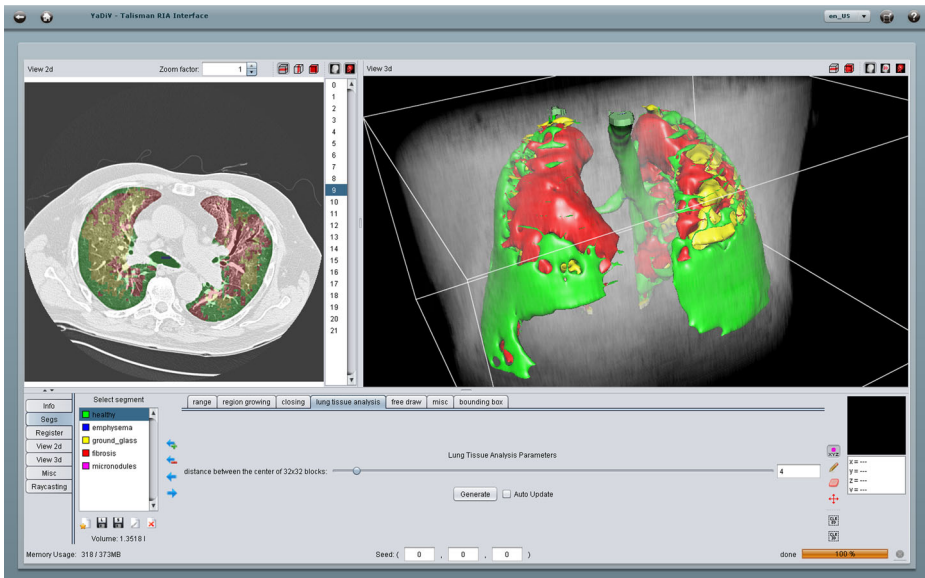 YaDiV - Talisman RIA Interface
en_US
View 2d
Zoom factor: 1
View 3d
0
1
2
3
4
5
6
7
8
9
10
11
12
13
14
15
16
17
18
19
20
21
Info
Segs
Register
View 2d
View 3d
Misc
Raycasting
Select segment
healthy
emphysema
ground_glass
fibrosis
micronodules
Volume: 1.3518 l
range region growing closing lung tissue analysis free draw misc bounding box
Lung Tissue Analysis Parameters
distance between the center of 32x32 blocks: 4
Generate Auto Update
XYZ
x = ---
y = ---
z = ---
v = ---
Memory Usage: 318 / 373MB
Seed: ( 0 , 0 , 0 )
done 100 %